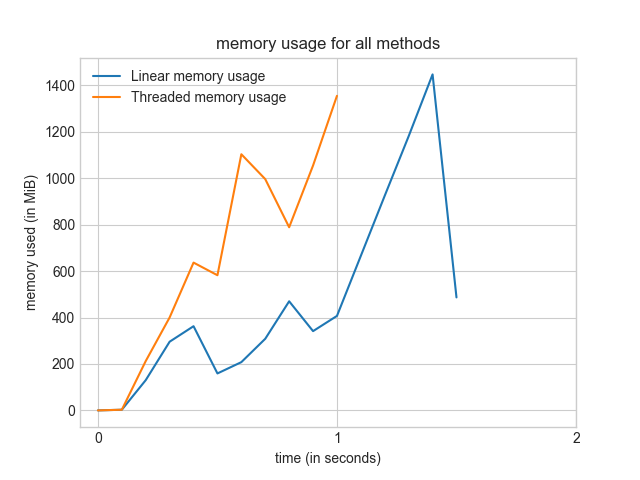 memory usage for all methods
Linear memory usage
Threaded memory usage
memory used (in MiB)
1400
1200
1000
800
600
400
200
0
0 1 2
time (in seconds)